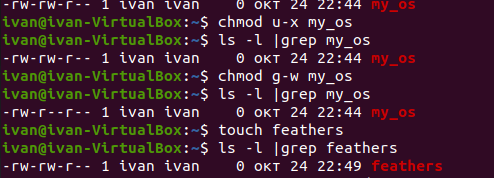 -rw-rw-r-- 1 ivan ivan    0 окт 24 22:44 my_os
ivan@ivan-VirtualBox:~$ chmod u-x my_os
ivan@ivan-VirtualBox:~$ ls -l |grep my_os
-rw-rw-r-- 1 ivan ivan    0 окт 24 22:44 my_os
ivan@ivan-VirtualBox:~$ chmod g-w my_os
ivan@ivan-VirtualBox:~$ ls -l |grep my_os
-rw-r--r-- 1 ivan ivan    0 окт 24 22:44 my_os
ivan@ivan-VirtualBox:~$ touch feathers
ivan@ivan-VirtualBox:~$ ls -l |grep feathers
-rw-rw-r-- 1 ivan ivan    0 окт 24 22:49 feathers